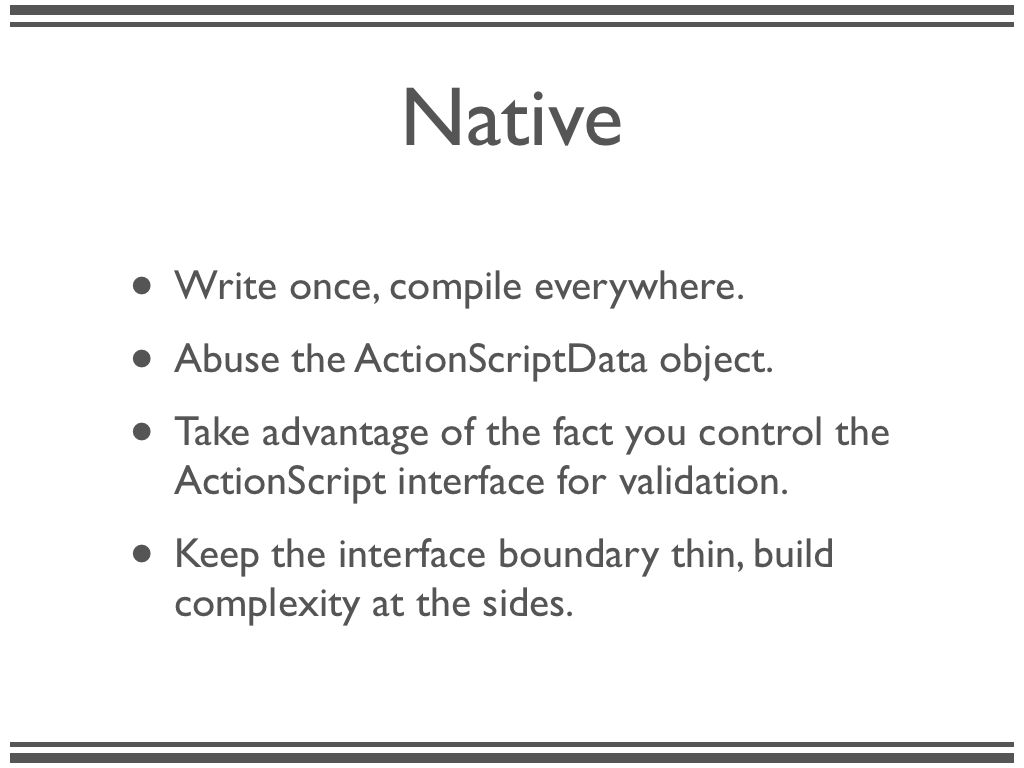 Native
• Write once, compile everywhere.
• Abuse the ActionScriptData object.
• Take advantage of the fact you control the
ActionScript interface for validation.
• Keep the interface boundary thin, build
complexity at the sides.